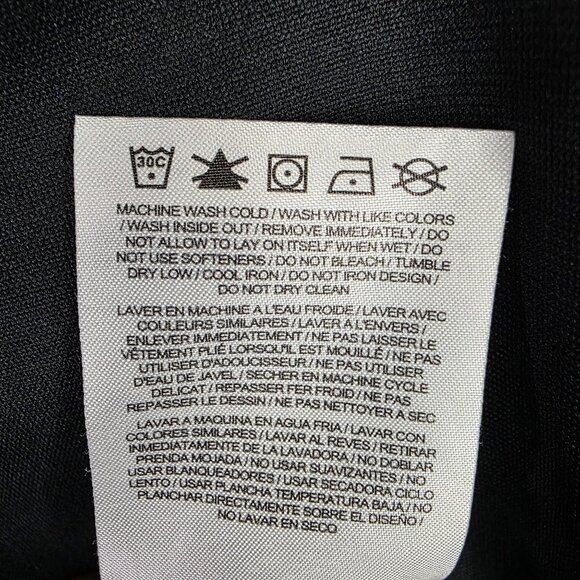 30C
MACHINE WASH COLD / WASH WITH LIKE COLORS
/ WASH INSIDE OUT / REMOVE IMMEDIATELY / DO
NOT ALLOW TO LAY ON ITSELF WHEN WET / DO
NOT USE SOFTENERS / DO NOT BLEACH / TUMBLE
DRY LOW / COOL IRON / DO NOT IRON DESIGN /
DO NOT DRY CLEAN
LAVER EN MACHINE A L'EAU FROIDE / LAVER AVEC
COULEURS SIMILAIRES / LAVER A L'ENVERS /
ENLEVER IMMEDIATEMENT / NE PAS LAISSER LE
VÊTEMENT PLIÉ LORSQU'IL EST MOUILLÉ / NE PAS
UTILISER D'ADOUCISSEUR / NE PAS UTILISER
D'EAU DE JAVEL / SECHER EN MACHINE CYCLE
DELICAT / REPASSER FER FROID / NE PAS
REPASSER LE DESSIN / NE PAS NETTOYER A SEC
LAVAR A MAQUINA EN AGUA FRIA / LAVAR CON
COLORES SIMILARES / LAVAR AL REVES / RETIRAR
INMEDIATAMENTE DE LA LAVADORA / NO DOBLAR
PRENDA MOJADA / NO USAR SUAVIZANTES / NO
USAR BLANQUEADORES / USAR SECADORA CICLO
LENTO / USAR PLANCHA TEMPERATURA BAJA / NO
PLANCHAR DIRECTAMENTE SOBRE EL DISEÑO /
NO LAVAR EN SECO